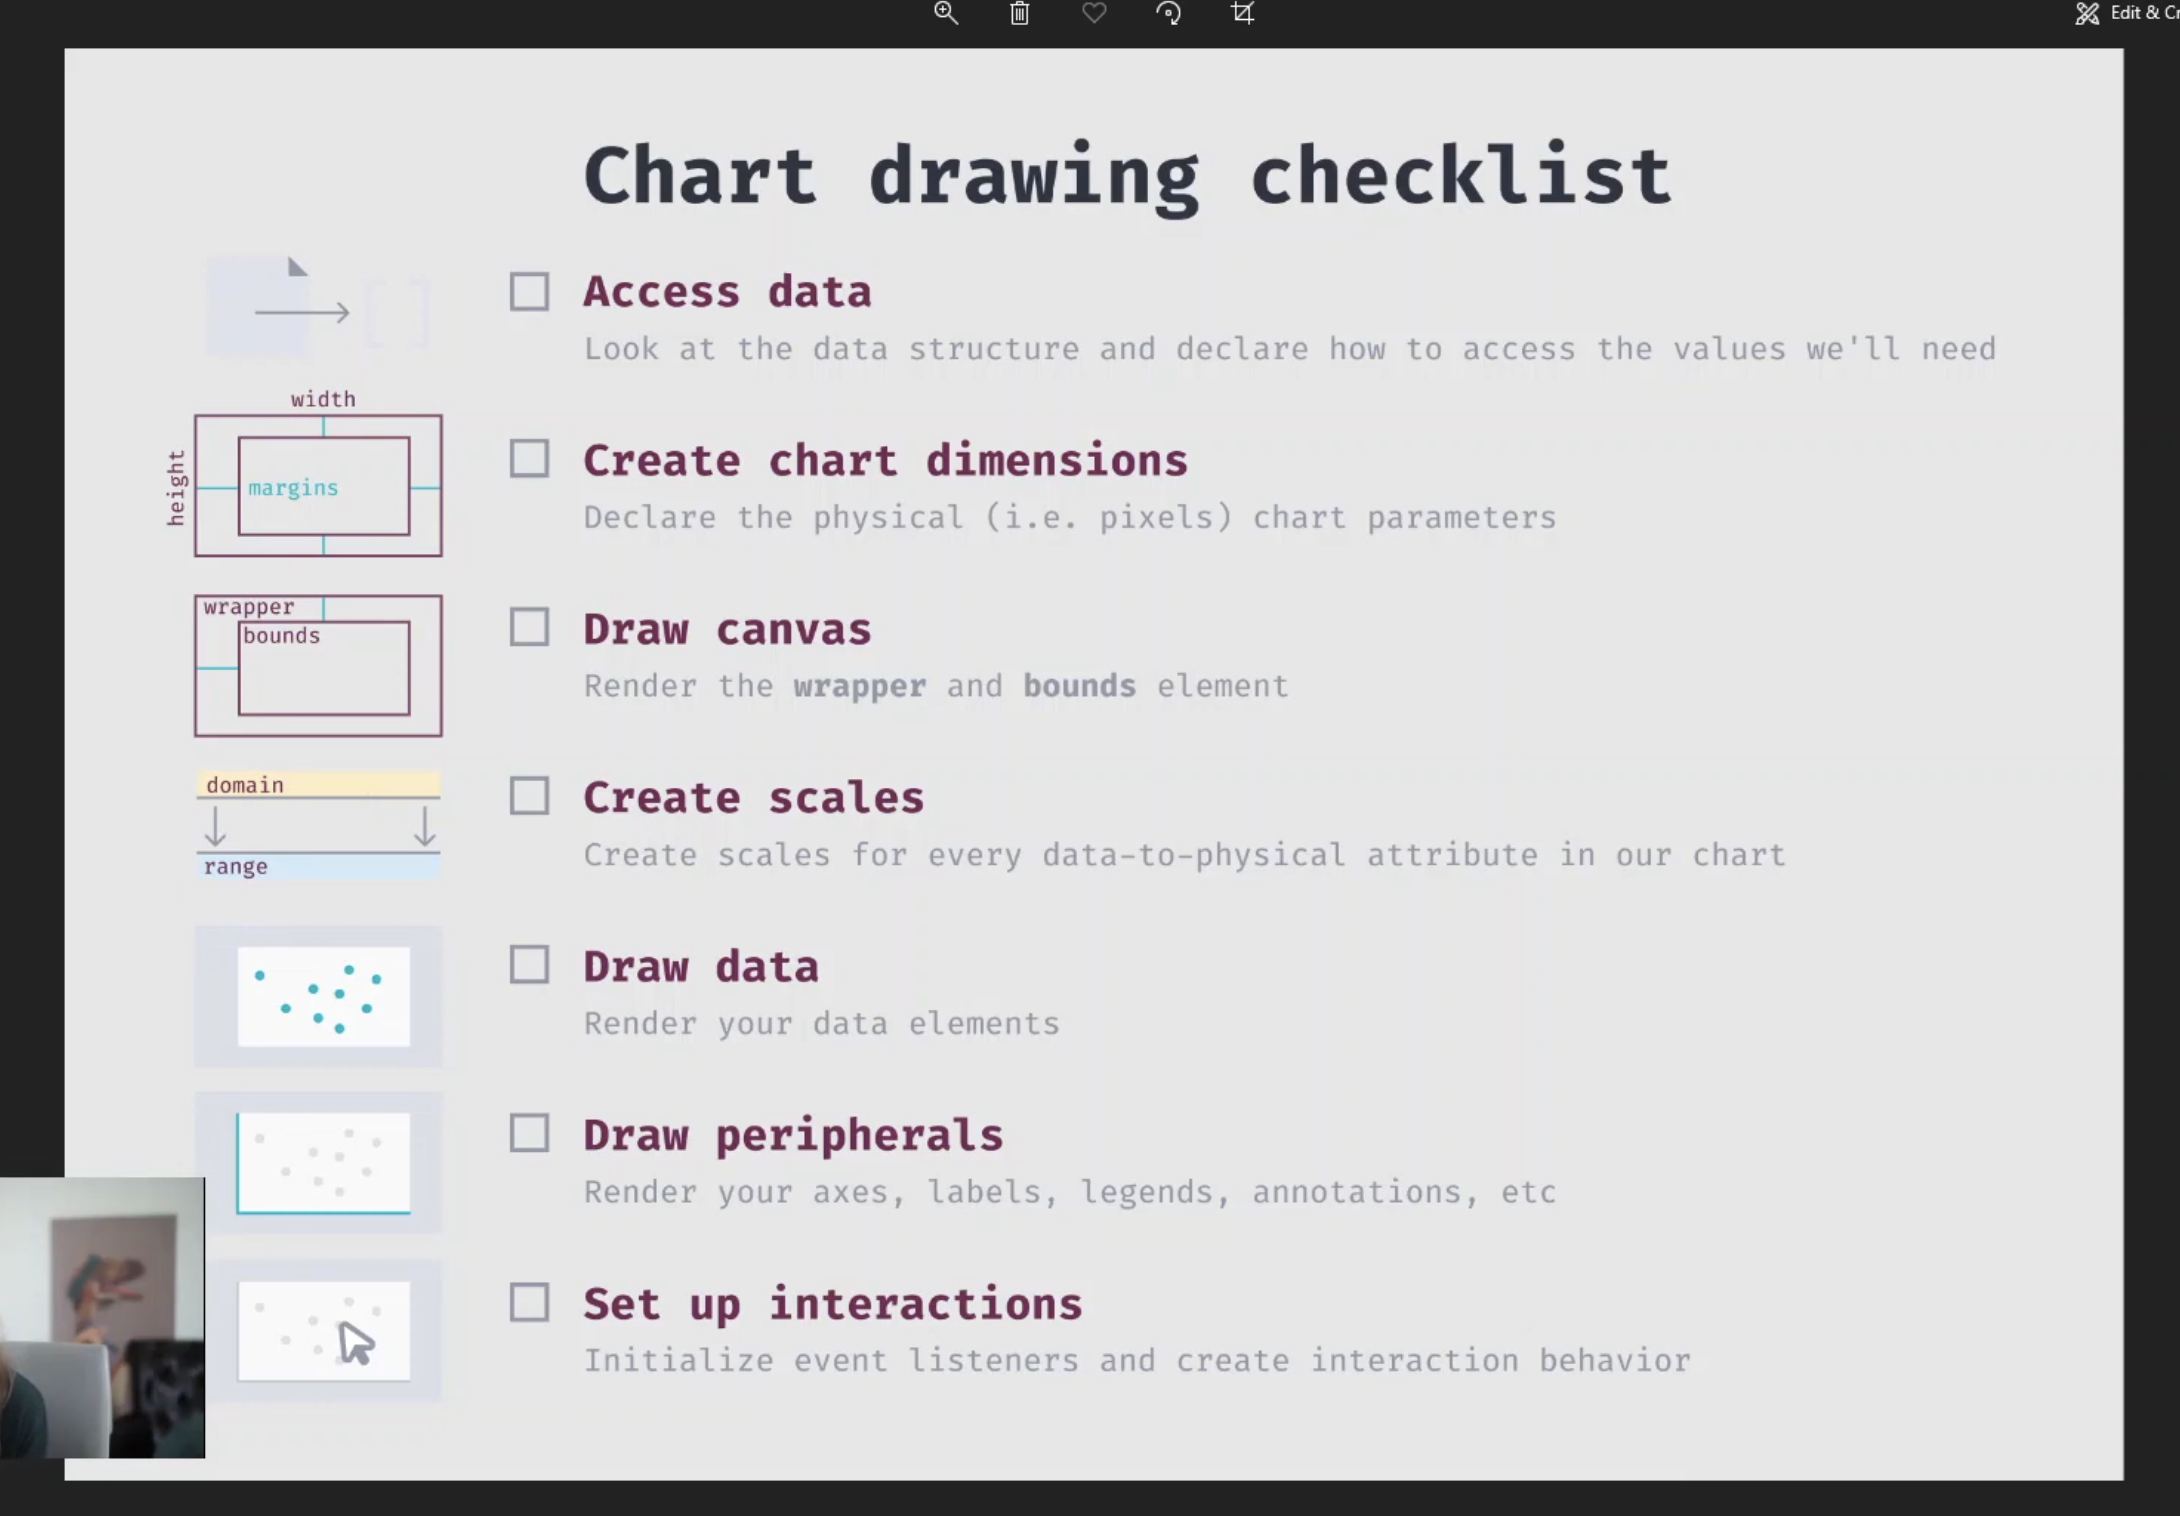 Edit & Cr
Chart drawing checklist
Access data
Look at the data structure and declare how to access the values we'll need
width
height
margins
Create chart dimensions
Declare the physical (i.e. pixels) chart parameters
wrapper
bounds
Draw canvas
Render the wrapper and bounds element
domain
range
Create scales
Create scales for every data-to-physical attribute in our chart
Draw data
Render your data elements
Draw peripherals
Render your axes, labels, legends, annotations, etc
Set up interactions
Initialize event listeners and create interaction behavior